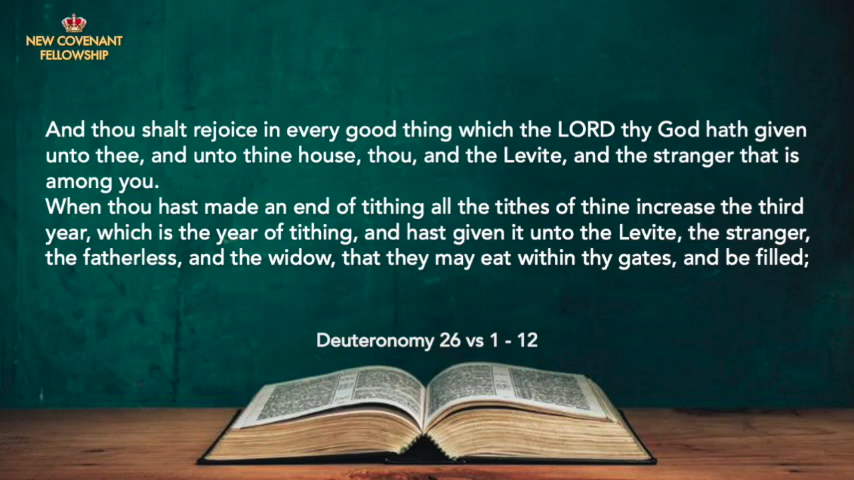 NEW COVENANT
FELLOWSHIP
And thou shalt rejoice in every good thing which the LORD thy God hath given
unto thee, and unto thine house, thou, and the Levite, and the stranger that is
among you.
When thou hast made an end of tithing all the tithes of thine increase the third
year, which is the year of tithing, and hast given it unto the Levite, the stranger,
the fatherless, and the widow, that they may eat within thy gates, and be filled;
Deuteronomy 26 vs 1 - 12